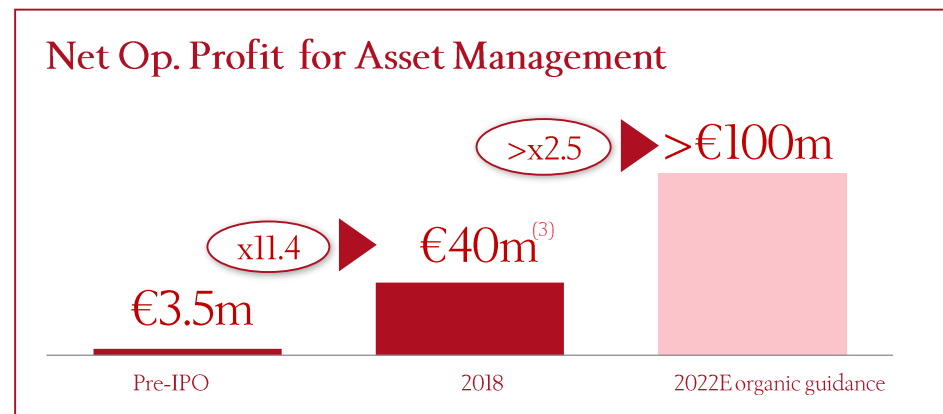 Net Op. Profit for Asset Management
>x2.5
>€100m
x11.4
€40m(3)
€3.5m
Pre-IPO
2018
2022E organic guidance